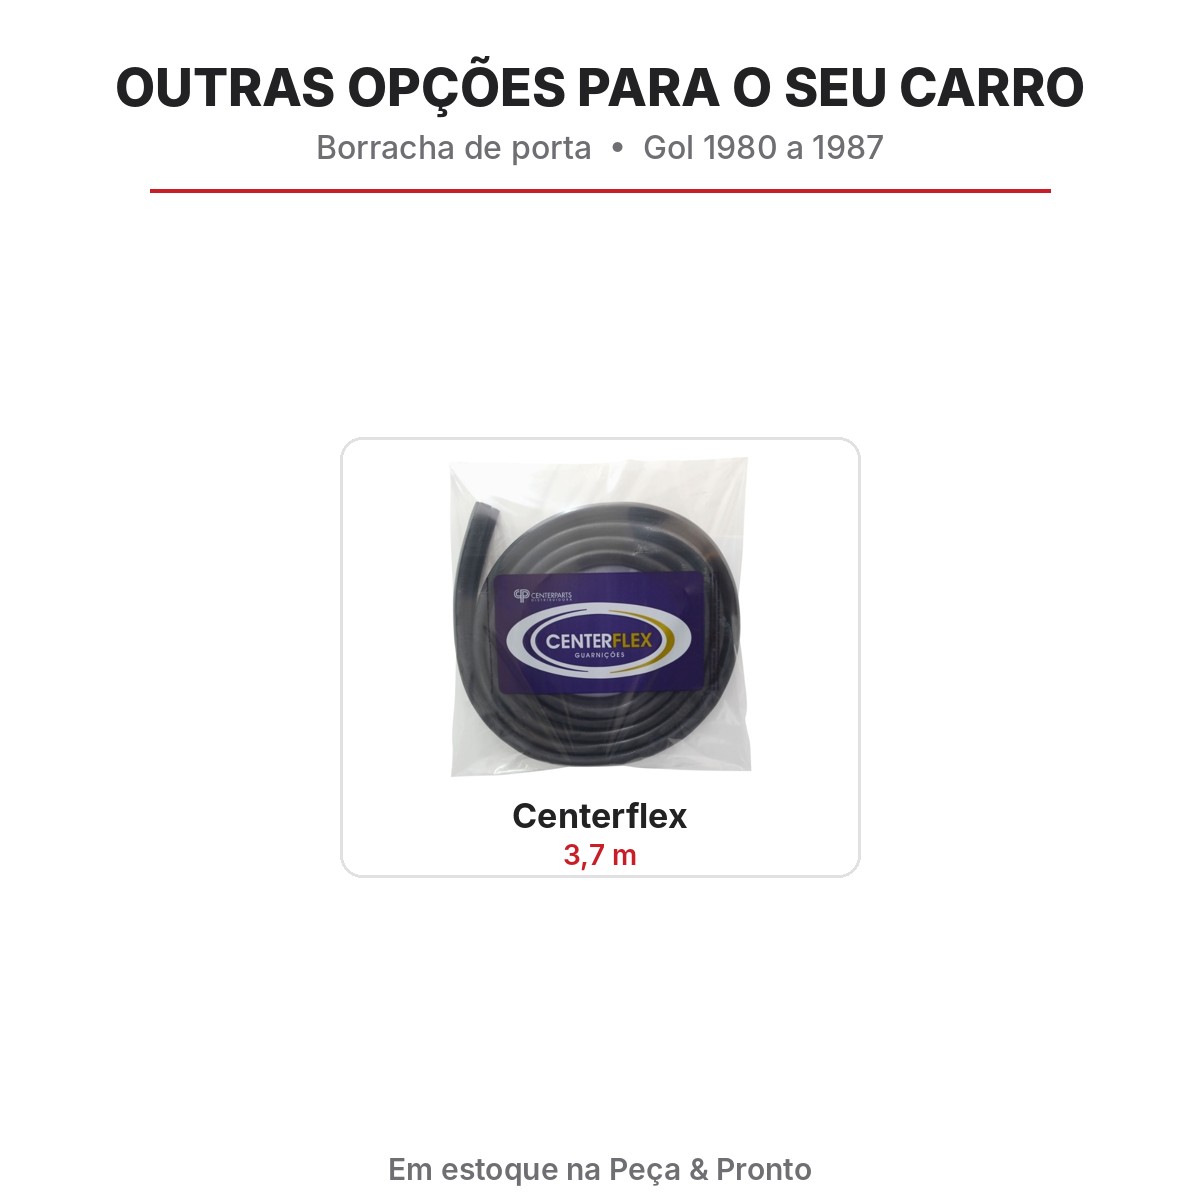 OUTRAS OPÇÕES PARA O SEU CARRO
Borracha de porta • Gol 1980 a 1987
CENTERPARTS
DISTRIBUIDORA
CENTERFLEX
GUARNIÇÕES
Centerflex
3,7 m
Em estoque na Peça & Pronto